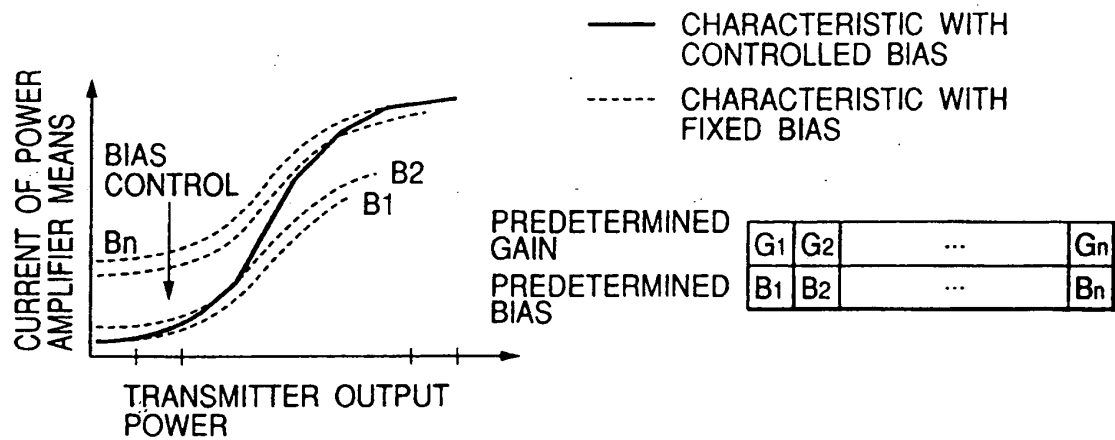 CHARACTERISTIC WITH
CONTROLLED BIAS
CHARACTERISTIC WITH
FIXED BIAS
CURRENT OF POWER
AMPLIFIER MEANS
BIAS
CONTROL
Bn
B2
B1
TRANSMITTER OUTPUT
POWER
PREDETERMINED
GAIN
G1 G2 ... Gn
PREDETERMINED
BIAS
B1 B2 ... Bn